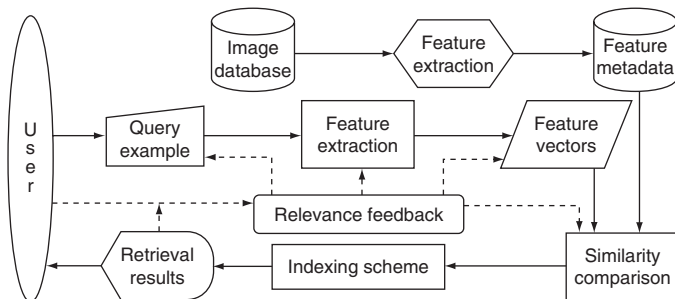 Image
database
Feature
extraction
Feature
metadata
User
Query
example
Feature
extraction
Feature
vectors
Relevance feedback
Retrieval
results
Indexing scheme
Similarity
comparison